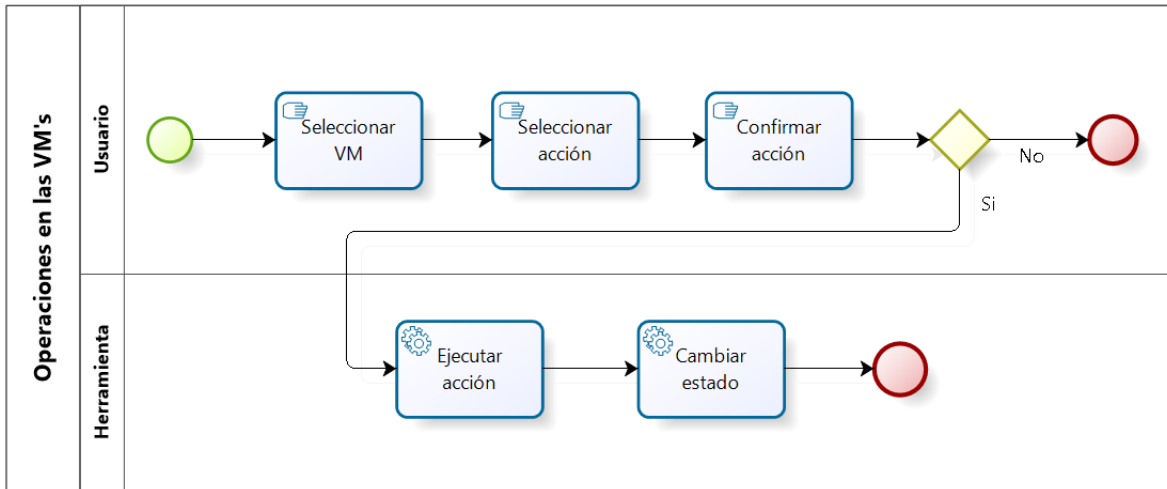 Operaciones en las VM's
Usuario
Seleccionar
VM
Seleccionar
acción
Confirmar
acción
No
Si
Herramienta
Ejecutar
acción
Cambiar
estado